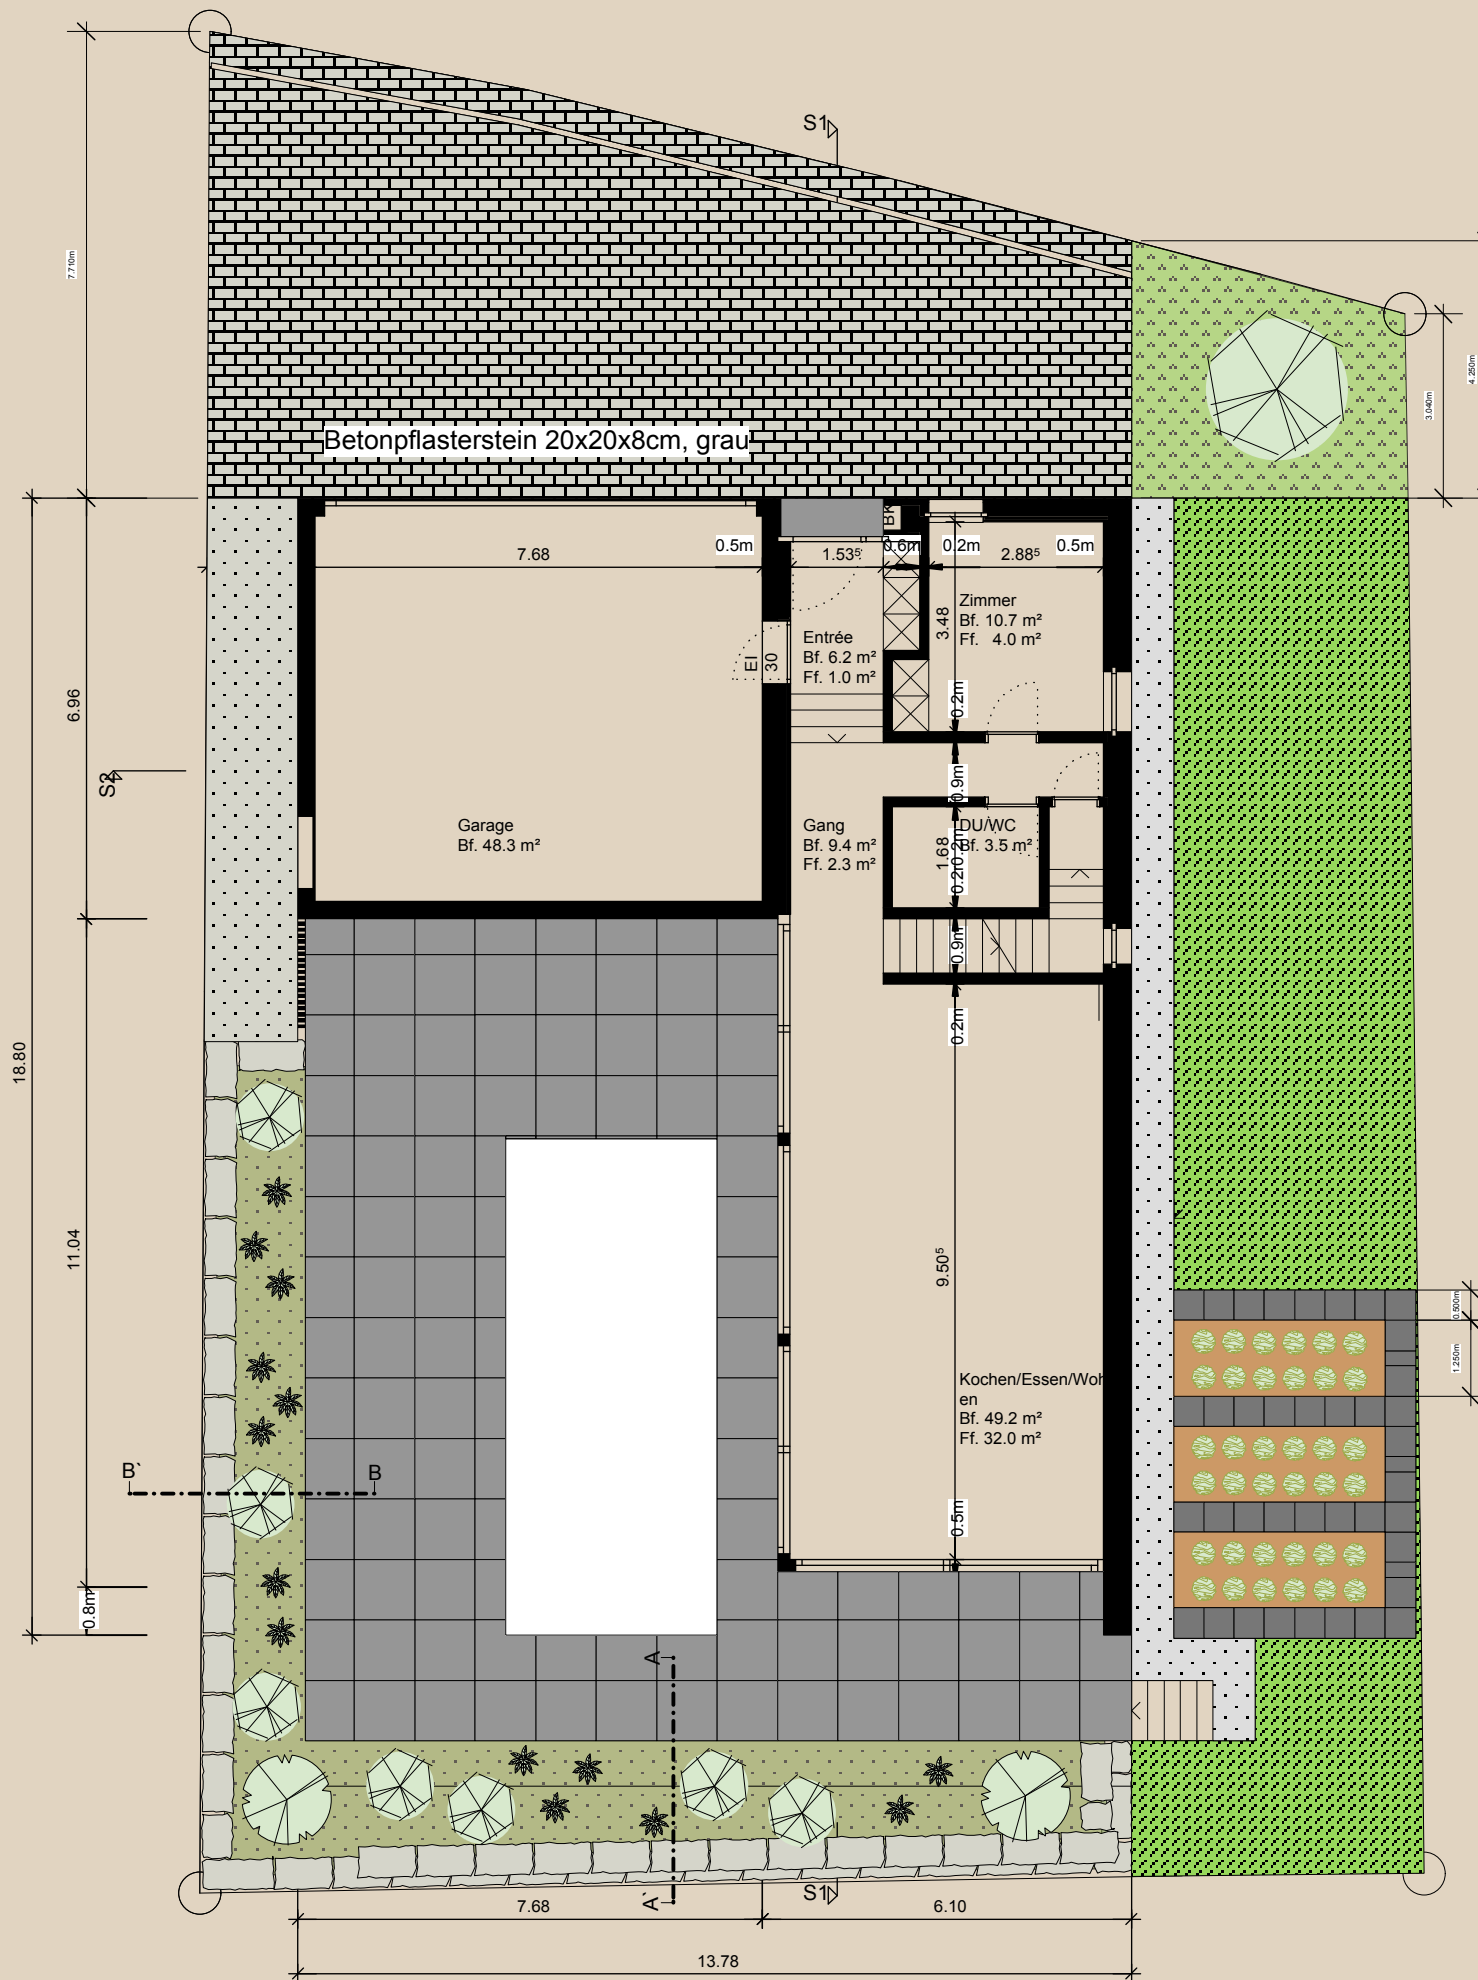 S1
7.710m
4.250m
3.040m
Betonpflasterstein 20x20x8cm, grau
BK
7.68
0.5m
1.53⁵
0.6m
0.2m
2.88⁵
0.5m
Zimmer
Bf. 10.7 m²
Ff. 4.0 m²
3.48
Entrée
Bf. 6.2 m²
Ff. 1.0 m²
EI
30
0.2m
6.96
S2
0.9m
Garage
Bf. 48.3 m²
Gang
Bf. 9.4 m²
Ff. 2.3 m²
DU/WC
Bf. 3.5 m²
1.68
0.2m
0.2m
0.9m
0.2m
18.80
11.04
9.50⁵
0.500m
1.250m
Kochen/Essen/Woh
en
Bf. 49.2 m²
Ff. 32.0 m²
B`
B
0.5m
0.8m
A
A`
S1
7.68
6.10
13.78